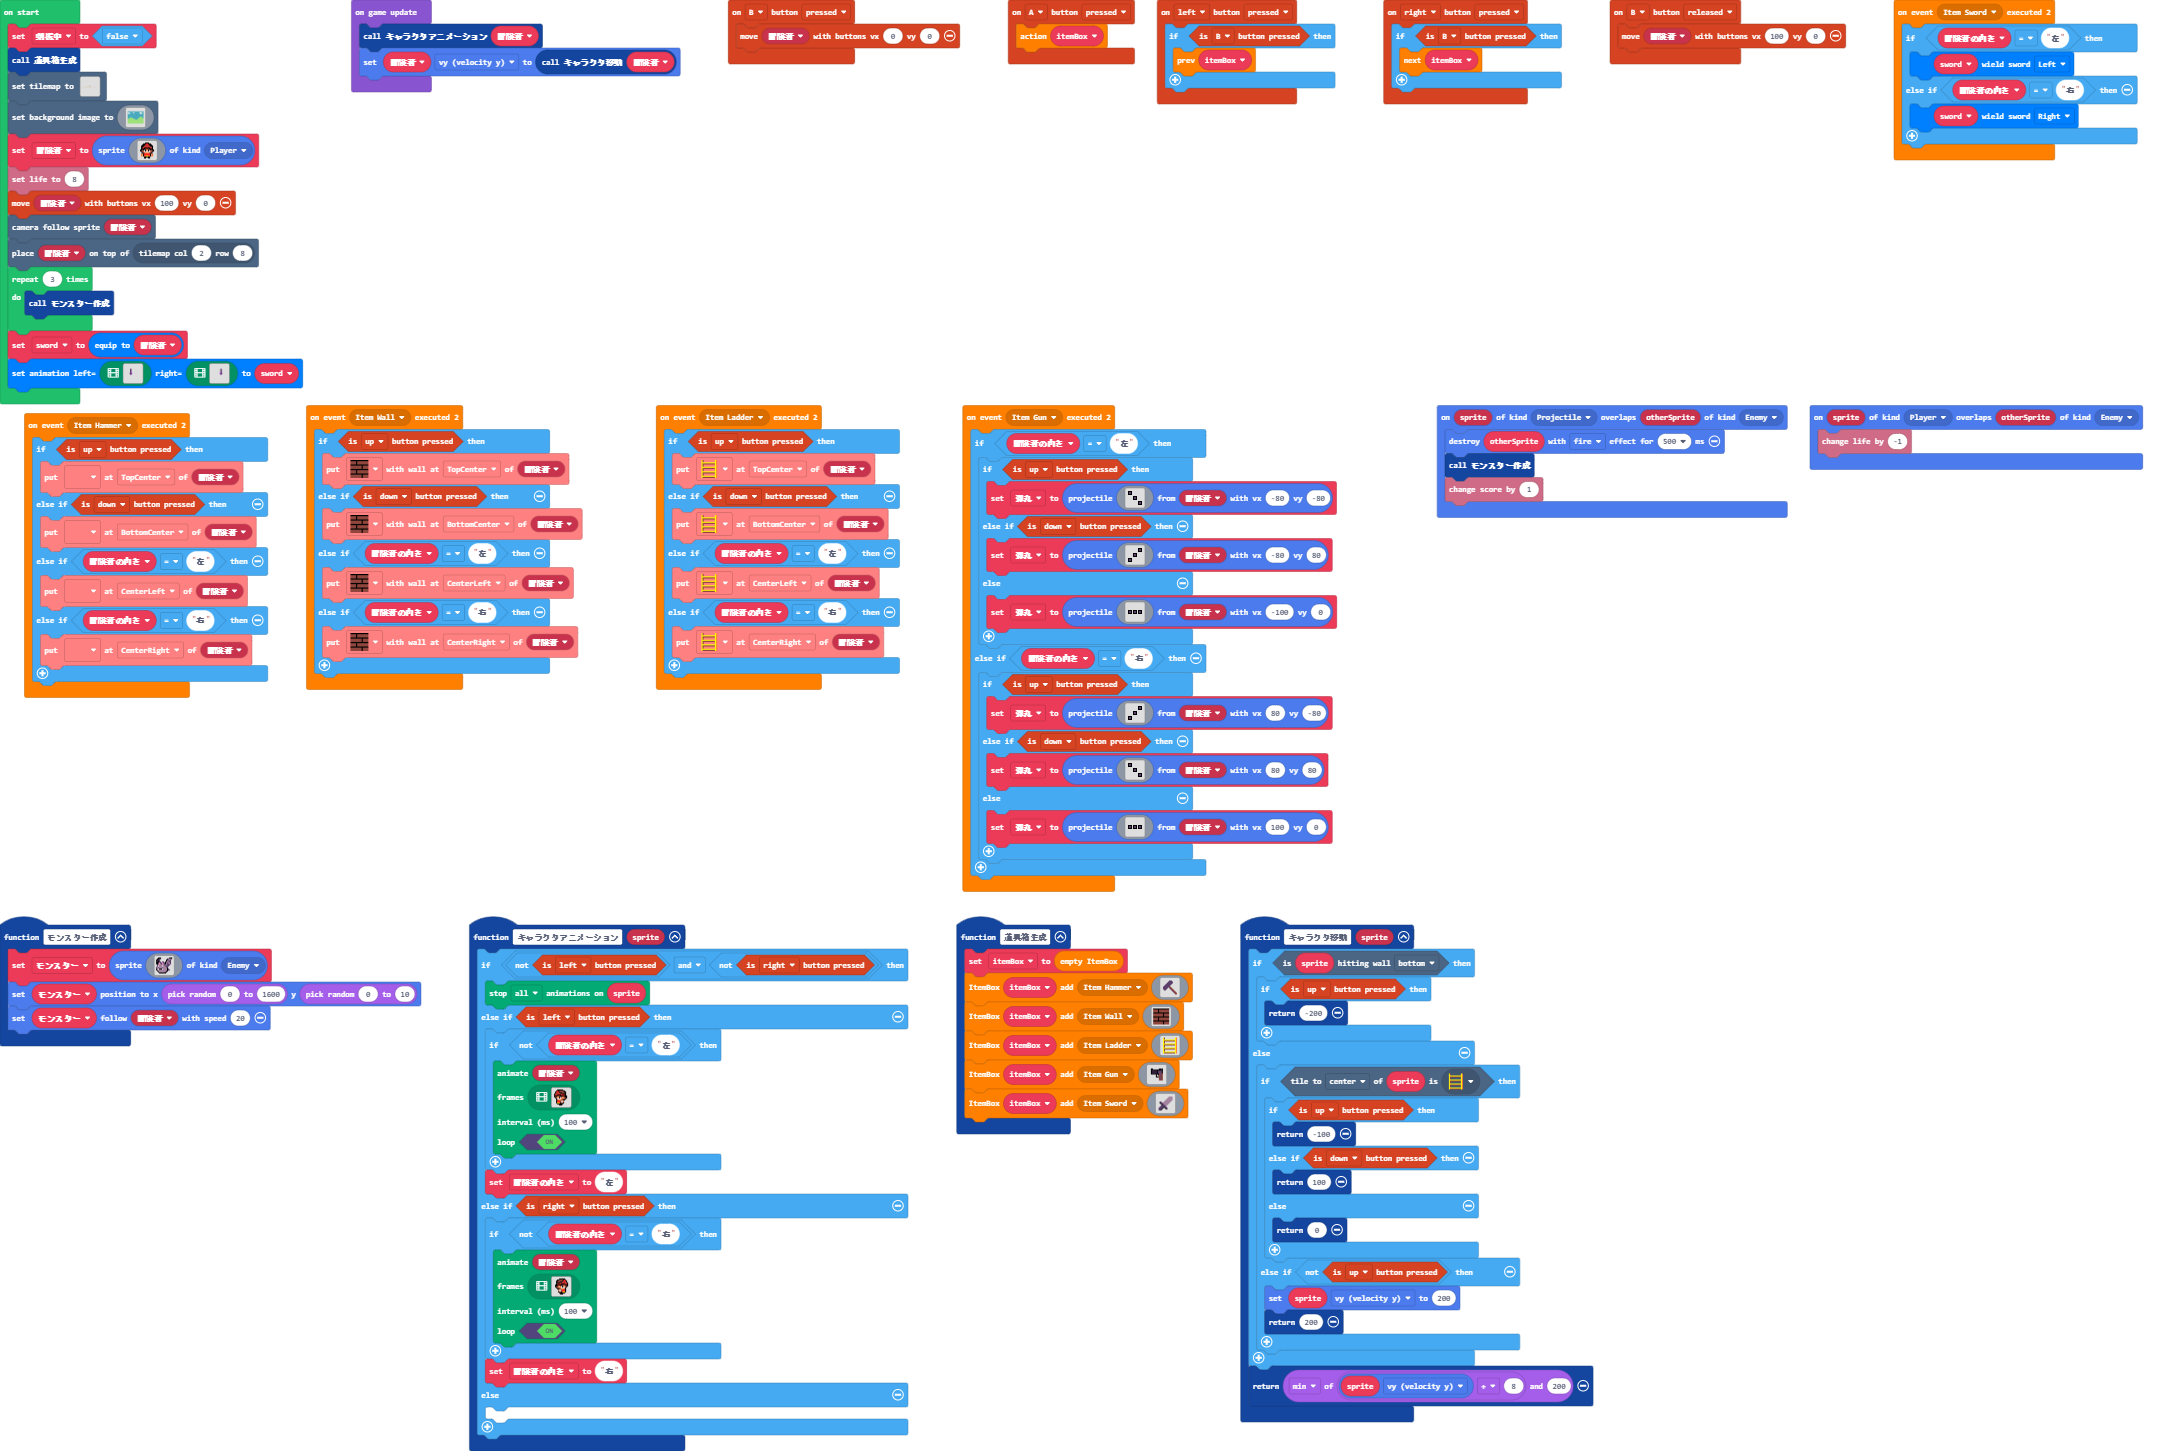 on start
set 漿装中 to false
call 道具箱生成
set tilemap to
set background image to
set 冒険者 to sprite of kind Player
set life to 8
move 冒険者 with buttons vx 100 vy 0
camera follow sprite 冒険者
place 冒険者 on top of tilemap col 2 row 8
repeat 3 times
do call モンスター作成
set sword to equip to 冒険者
set animation left= right= to sword
on game update
call キャラクタアニメーション 冒険者
set 冒険者 vy (velocity y) to call キャラクタ移動 冒険者
on B button pressed
move 冒険者 with buttons vx 0 vy 0
on A button pressed
action itemBox
on left button pressed
if is B button pressed then
prev itemBox
on right button pressed
if is B button pressed then
next itemBox
on B button released
move 冒険者 with buttons vx 100 vy 0
on event Item Sword executed 2
if 冒険者の向き = "左" then
sword wield sword Left
else if 冒険者の向き = "右" then
sword wield sword Right
on event Item Hammer executed 2
if is up button pressed then
put at TopCenter of 冒険者
else if is down button pressed then
put at BottomCenter of 冒険者
else if 冒険者の向き = "左" then
put at CenterLeft of 冒険者
else if 冒険者の向き = "右" then
put at CenterRight of 冒険者
on event Item Wall executed 2
if is up button pressed then
put with wall at TopCenter of 冒険者
else if is down button pressed then
put with wall at BottomCenter of 冒険者
else if 冒険者の向き = "左" then
put with wall at CenterLeft of 冒険者
else if 冒険者の向き = "右" then
put with wall at CenterRight of 冒険者
on event Item Ladder executed 2
if is up button pressed then
put at TopCenter of 冒険者
else if is down button pressed then
put at BottomCenter of 冒険者
else if 冒険者の向き = "左" then
put at CenterLeft of 冒険者
else if 冒険者の向き = "右" then
put at CenterRight of 冒険者
on event Item Gun executed 2
if 冒険者の向き = "左" then
if is up button pressed then
set 弾丸 to projectile from 冒険者 with vx -80 vy -80
else if is down button pressed then
set 弾丸 to projectile from 冒険者 with vx -80 vy 80
else
set 弾丸 to projectile from 冒険者 with vx -100 vy 0
else if 冒険者の向き = "右" then
if is up button pressed then
set 弾丸 to projectile from 冒険者 with vx 80 vy -80
else if is down button pressed then
set 弾丸 to projectile from 冒険者 with vx 80 vy 80
else
set 弾丸 to projectile from 冒険者 with vx 100 vy 0
on sprite of kind Projectile overlaps otherSprite of kind Enemy
destroy otherSprite with fire effect for 500 ms
call モンスター作成
change score by 1
on sprite of kind Player overlaps otherSprite of kind Enemy
change life by -1
function モンスター作成
set モンスター to sprite of kind Enemy
set モンスター position to x pick random 0 to 1600 y pick random 0 to 10
set モンスター follow 冒険者 with speed 20
function キャラクタアニメーション sprite
if not is left button pressed and not is right button pressed then
stop all animations on sprite
else if is left button pressed then
if not 冒険者の向き = "左" then
animate 冒険者
frames
interval (ms) 100
loop ON
set 冒険者の向き to "左"
else if is right button pressed then
if not 冒険者の向き = "右" then
animate 冒険者
frames
interval (ms) 100
loop ON
set 冒険者の向き to "右"
else
function 道具箱生成
set itemBox to empty ItemBox
ItemBox itemBox add Item Hammer
ItemBox itemBox add Item Wall
ItemBox itemBox add Item Ladder
ItemBox itemBox add Item Gun
ItemBox itemBox add Item Sword
function キャラクタ移動 sprite
if is sprite hitting wall bottom then
if is up button pressed then
return -200
else
if tile to center of sprite is then
if is up button pressed then
return -100
else if is down button pressed then
return 100
else
return 0
else if not is up button pressed then
set sprite vy (velocity y) to 200
return 200
return min of sprite vy (velocity y) + 8 and 200